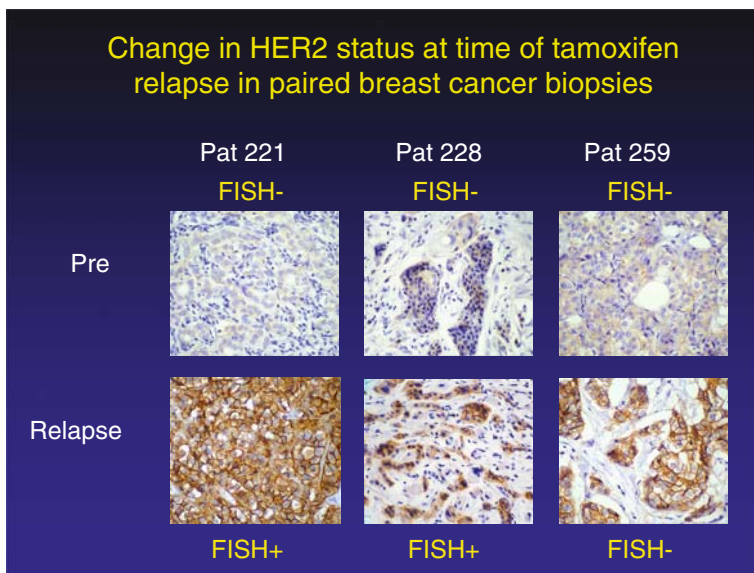 Change in HER2 status at time of tamoxifen
relapse in paired breast cancer biopsies
Pat 221 Pat 228 Pat 259
FISH- FISH- FISH-
Pre
Relapse
FISH+ FISH+ FISH-